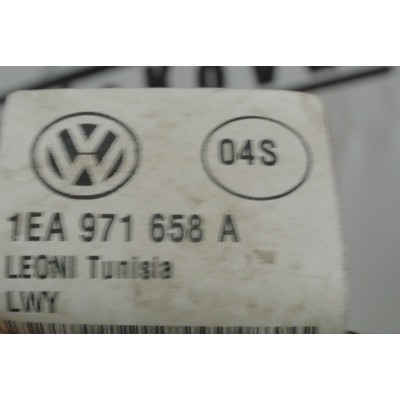 04S
1EA 971 658 A
LEONI Tunisia
LWY